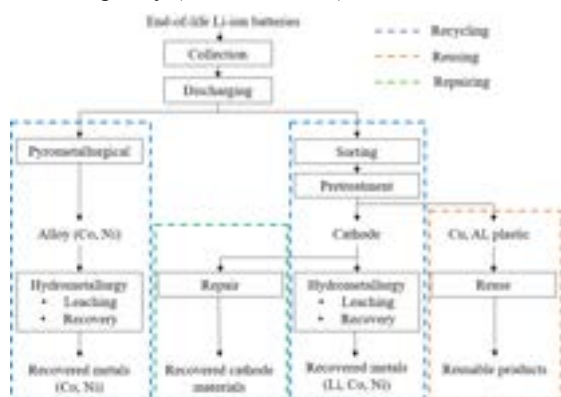 End-of-life Li-ion batteries
Recycling
Reusing
Repairing
Collection
Discharging
Pyrometallurgical
Sorting
Pretreatment
Alloy (Co, Ni)
Cathode
Cu, Al, plastic
Hydrometallurgy
• Leaching
• Recovery
Repair
Hydrometallurgy
• Leaching
• Recovery
Reuse
Recovered metals
(Co, Ni)
Recovered cathode
materials
Recovered metals
(Li, Co, Ni)
Reusable products